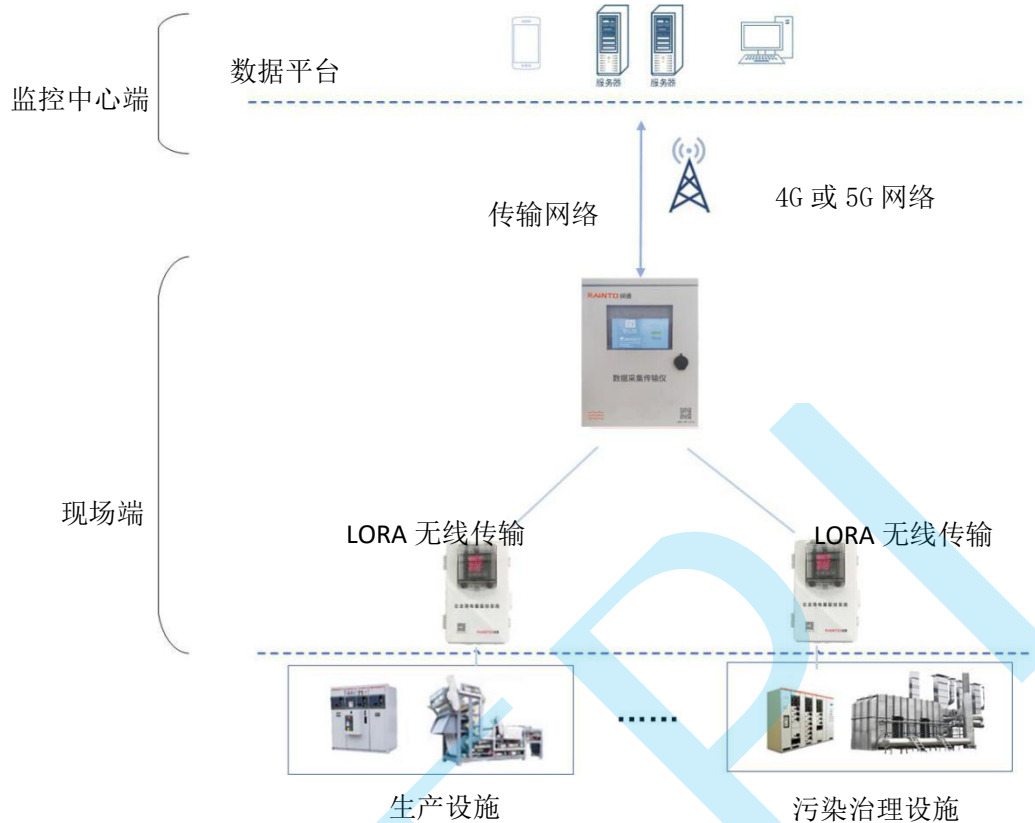 数据平台
服务器 服务器
监控中心端
传输网络
4G 或 5G 网络
RAINTO
数据采集传输仪
现场端
LORA 无线传输
LORA 无线传输
RAINTO
RAINTO
......
生产设施
污染治理设施